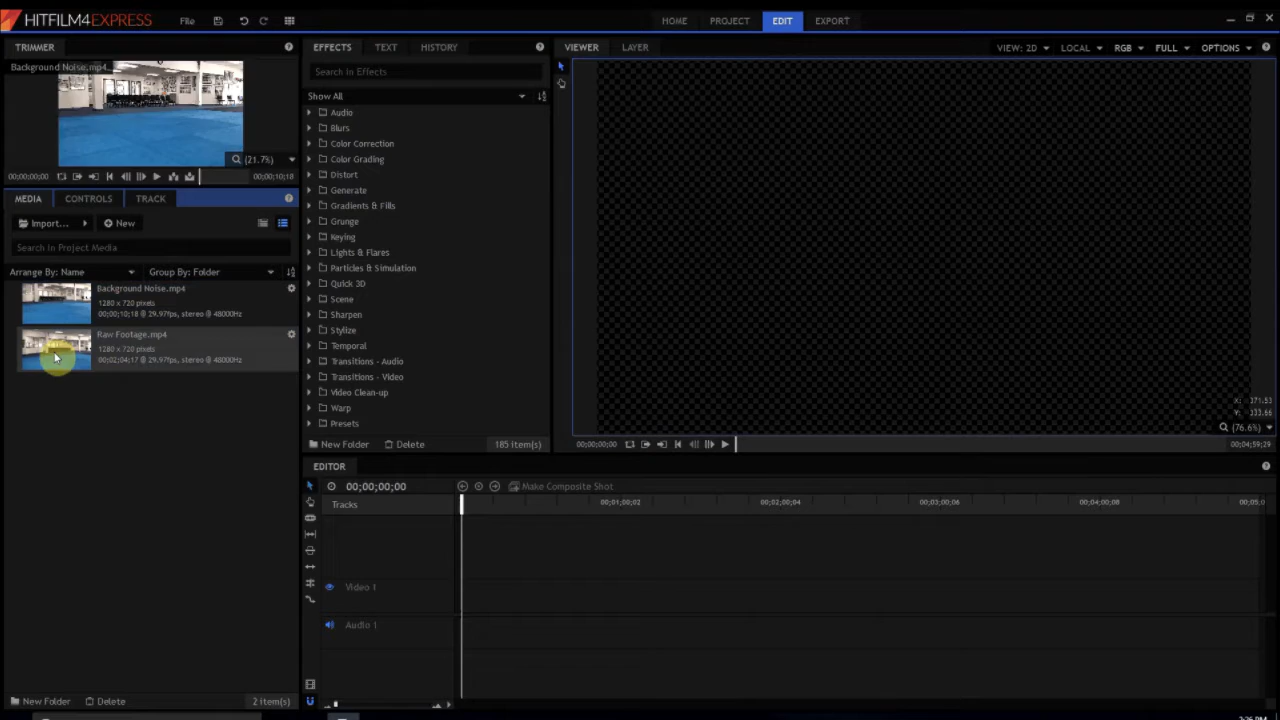 HITFILM4EXPRESS
File
HOME
PROJECT
EDIT
EXPORT
TRIMMER
Background Noise.mp4...
(21.7%)
00;00;00;00
00;00;10;18
MEDIA
CONTROLS
TRACK
Import...
New
Search in Project Media
Arrange By: Name
Group By: Folder
Background Noise.mp4
1280 x 720 pixels
00;00;10;18 @ 29.97fps, stereo @ 48000Hz
Raw Footage.mp4
1280 x 720 pixels
00;02;04;17 @ 29.97fps, stereo @ 48000Hz
New Folder
Delete
2 item(s)
EFFECTS
TEXT
HISTORY
Search in Effects
Show All
Audio
Blurs
Color Correction
Color Grading
Distort
Generate
Gradients & Fills
Grunge
Keying
Lights & Flares
Particles & Simulation
Quick 3D
Scene
Sharpen
Stylize
Temporal
Transitions - Audio
Transitions - Video
Video Clean-up
Warp
Presets
New Folder
Delete
185 item(s)
VIEWER
LAYER
VIEW: 2D
LOCAL
RGB
FULL
OPTIONS
(76.6%)
00;00;00;00
00;04;59;29
EDITOR
00;00;00;00
Make Composite Shot
Tracks
00;01;00;02
00;02;00;04
00;03;00;06
00;04;00;08
00;05;0
Video 1
Audio 1